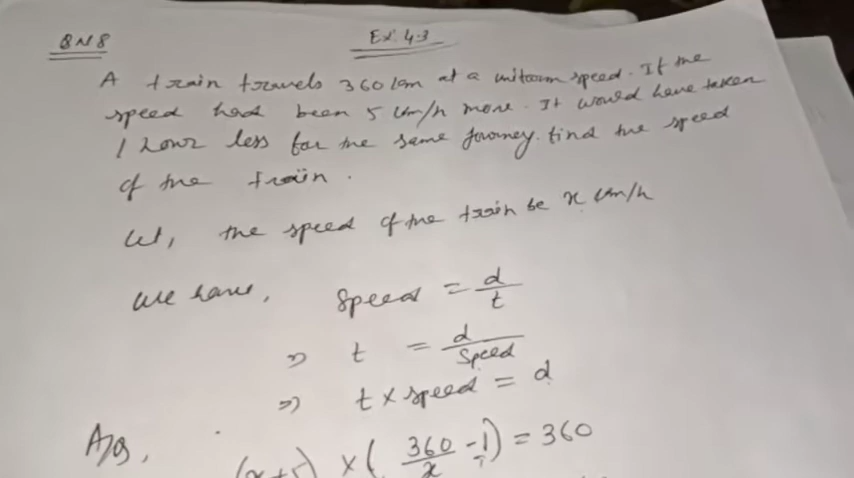 QN 8 Ex. 4.3
A train travels 360 km at a uniform speed. If the
speed had been 5 km/h more. It would have taken
1 hour less for the same journey. find the speed
of the train.
Let, the speed of the train be x km/h
We have, Speed = d/t
⇒ t = d/Speed
⇒ t × speed = d
A/q, (x+5) × (360/x - 1) = 360